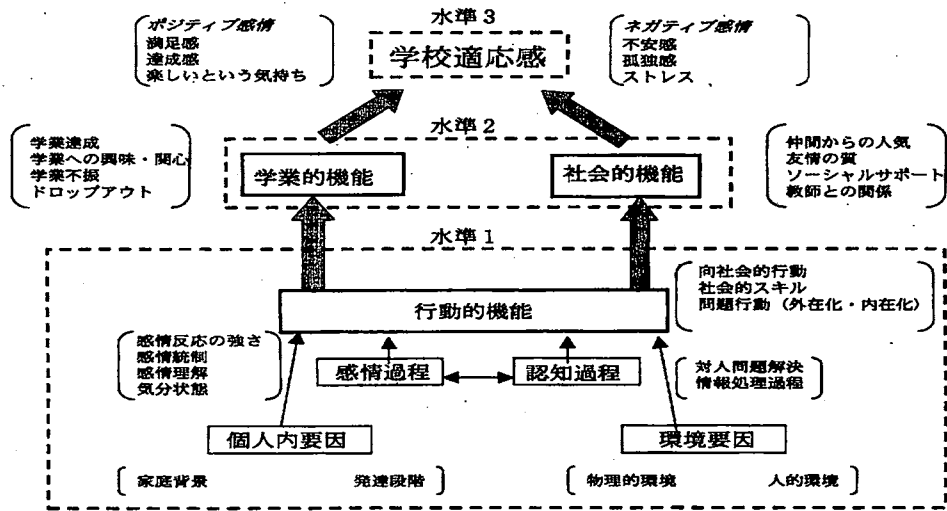 水準3
ポジティブ感情
満足感
達成感
楽しいという気持ち
学校適応感
ネガティブ感情
不安感
孤独感
ストレス
水準2
学業達成
学業への興味・関心
学業不振
ドロップアウト
学業的機能
社会的機能
仲間からの人気
友情の質
ソーシャルサポート
教師との関係
水準1
行動的機能
向社会的行動
社会的スキル
問題行動（外在化・内在化）
感情反応の強さ
感情統制
感情理解
気分状態
感情過程
認知過程
対人問題解決
情報処理過程
個人内要因
環境要因
家庭背景 発達段階
物理的環境 人的環境